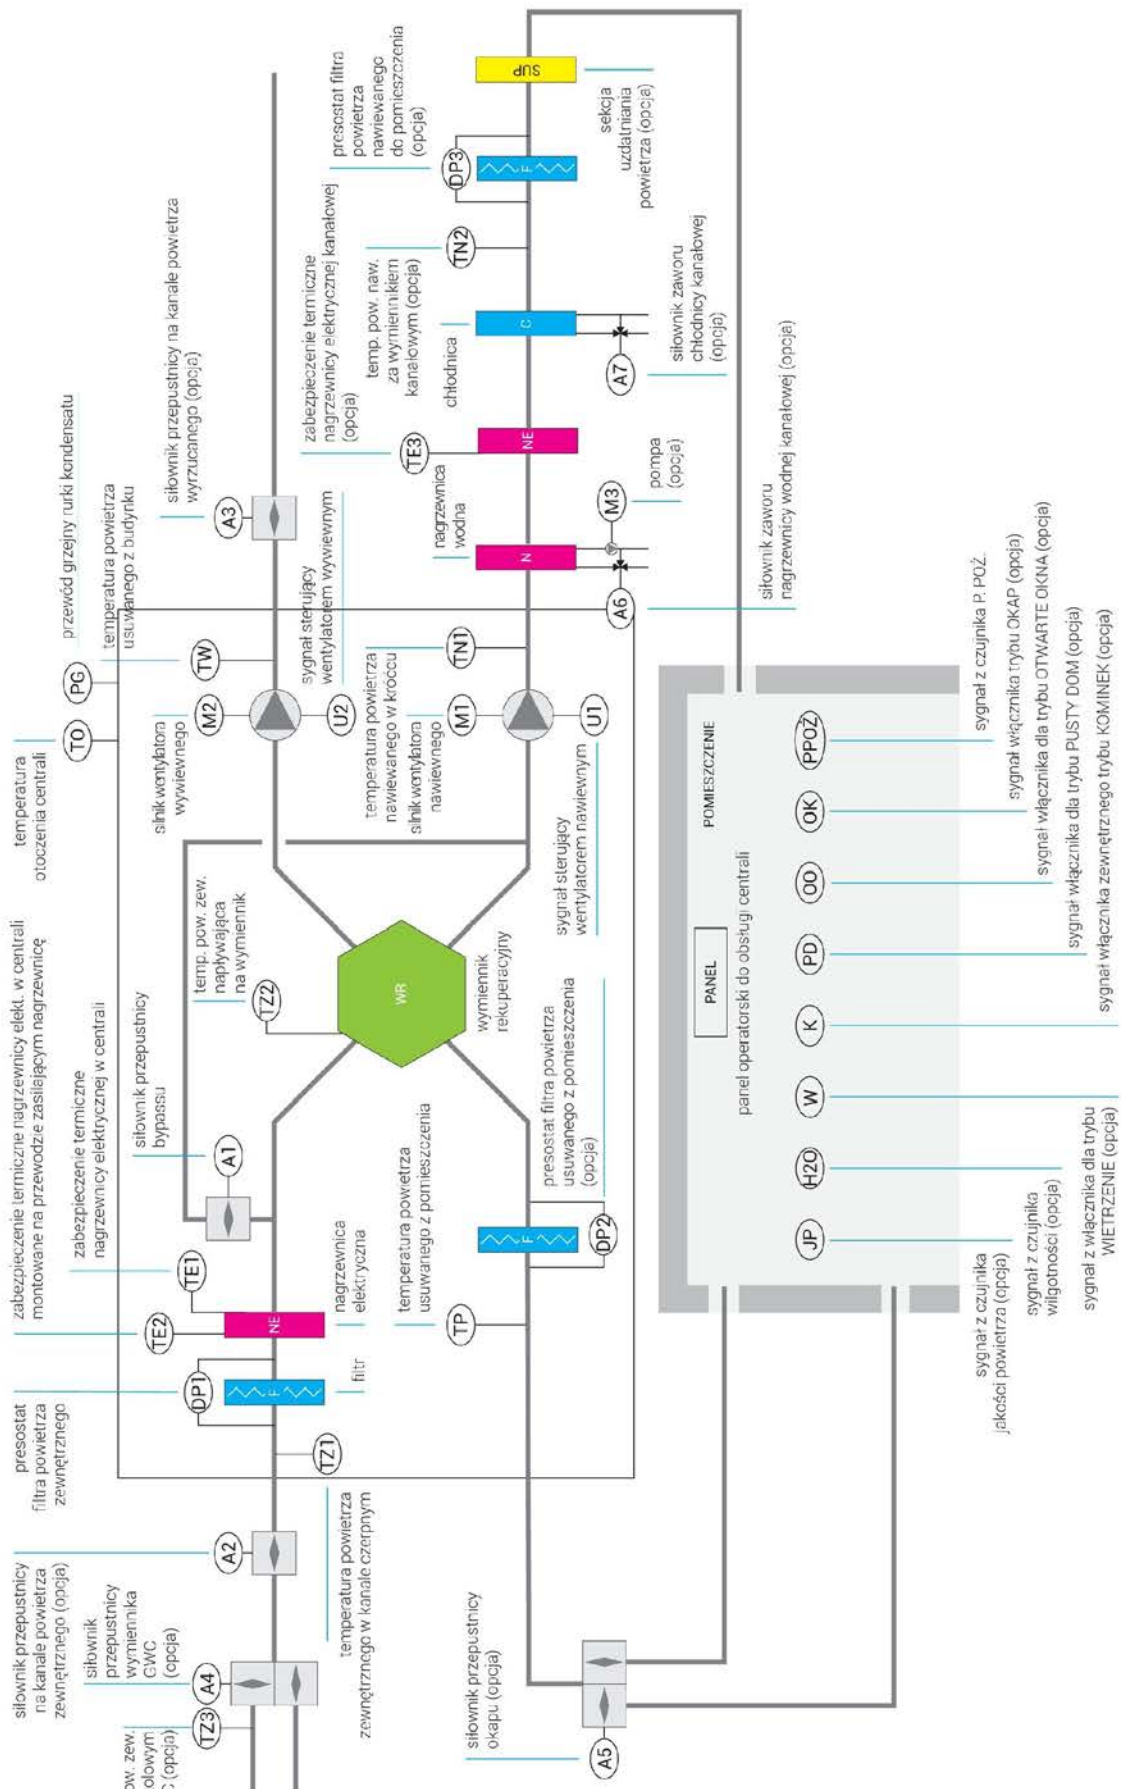 temperatura
otoczenia centrali
TO
PG
przewód grzejny rurki kondensatu
temperatura powietrza
usuwanego z budynku
TW
siłownik przepustnicy na kanale powietrza
wyrzucanego (opcja)
A3
silnik wentylatora
wywiewnego
M2
U2
sygnał sterujący
wentylatorem wywiewnym
zabezpieczenie termiczne nagrzewnicy elekt. w centrali
montowane na przewodzie zasilającym nagrzewnicę
TE2
zabezpieczenie termiczne
nagrzewnicy elektrycznej w centrali
TE1
siłownik przepustnicy
bypassu
A1
temp. pow. zew.
napływająca
na wymiennik
TZ2
presostat
filtra powietrza
zewnętrznego
DP1
F
filtr
NE
nagrzewnica
elektryczna
TZ1
temperatura powietrza
zewnętrznego w kanale czerpnym
siłownik przepustnicy
na kanale powietrza
zewnętrznego (opcja)
A2
siłownik
przepustnicy
wymiennika
GWC
(opcja)
A4
TZ3
zew.
(opcja)
WR
wymiennik
rekuperacyjny
temperatura powietrza
nawiewanego w króćcu
TN1
silnik wentylatora
nawiewnego
M1
U1
sygnał sterujący
wentylatorem nawiewnym
nagrzewnica
wodna
N
M3
pompa
(opcja)
A6
siłownik zaworu
nagrzewnicy wodnej kanałowej (opcja)
zabezpieczenie termiczne
nagrzewnicy elektrycznej kanałowej
(opcja)
TE3
NE
chłodnica
C
A7
siłownik zaworu
chłodnicy kanałowej
(opcja)
temp. pow. naw.
za wymiennikiem
kanałowym (opcja)
TN2
presostat filtra
powietrza
nawiewanego
do pomieszczenia
(opcja)
DP3
F
SUP
sekcja
uzdatniania
powietrza (opcja)
temperatura powietrza
usuwanego z pomieszczenia
TP
F
DP2
presostat filtra powietrza
usuwanego z pomieszczenia
(opcja)
siłownik przepustnicy
okapu (opcja)
A5
POMIESZCZENIE
PANEL
panel operatorski do obsługi centrali
JP
H2O
W
K
PD
OO
OK
PPOŻ
sygnał z czujnika
jakości powietrza (opcja)
sygnał z czujnika
wilgotności (opcja)
sygnał z włącznika dla trybu
WIETRZENIE (opcja)
sygnał włącznika zewnętrznego trybu KOMINEK (opcja)
sygnał włącznika dla trybu PUSTY DOM (opcja)
sygnał włącznika dla trybu OTWARTE OKNA (opcja)
sygnał włącznika trybu OKAP (opcja)
sygnał z czujnika P. POŻ.